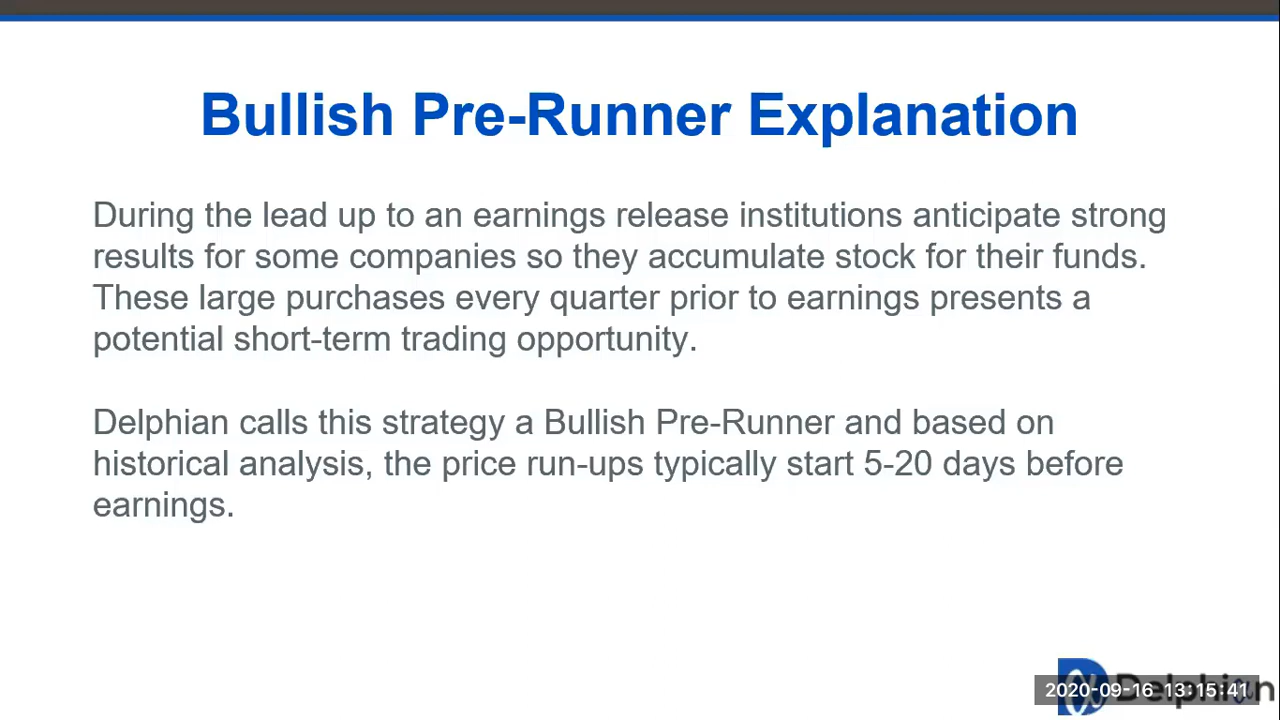 Bullish Pre-Runner Explanation
During the lead up to an earnings release institutions anticipate strong
results for some companies so they accumulate stock for their funds.
These large purchases every quarter prior to earnings presents a
potential short-term trading opportunity.
Delphian calls this strategy a Bullish Pre-Runner and based on
historical analysis, the price run-ups typically start 5-20 days before
earnings.
Delphian
2020-09-16 13:15:41